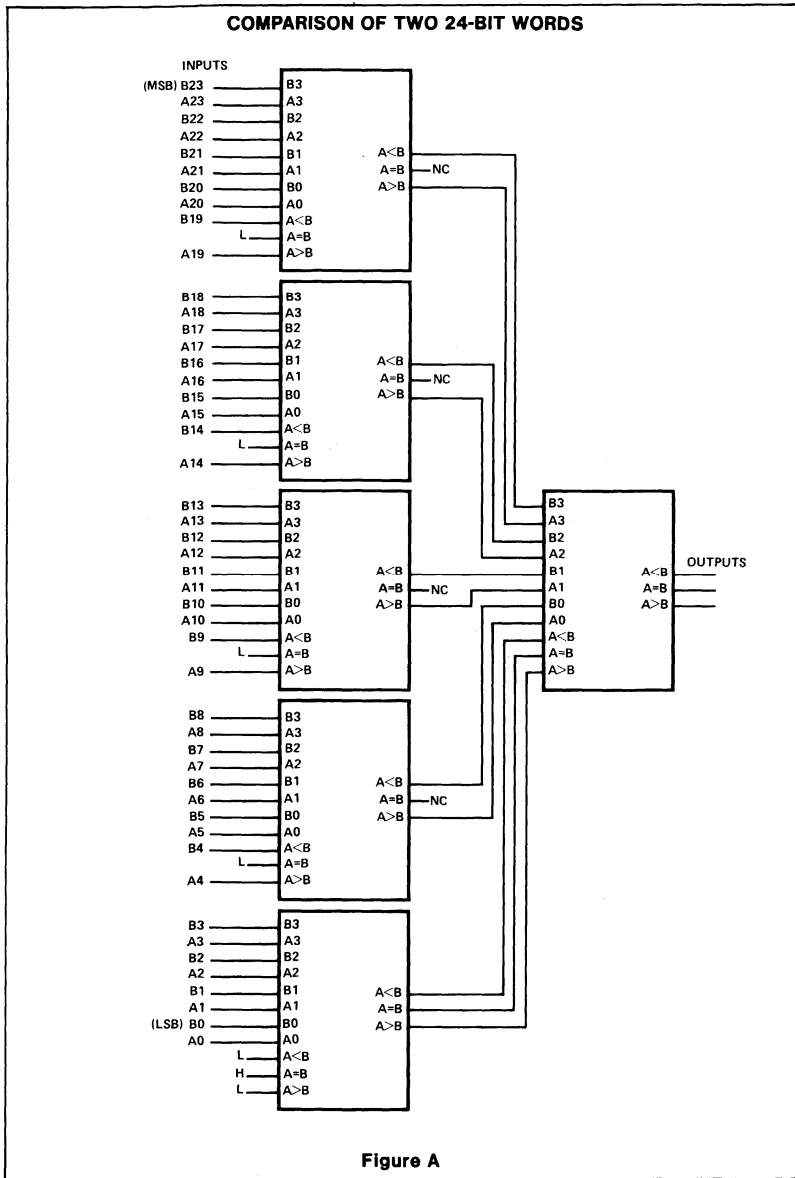 COMPARISON OF TWO 24-BIT WORDS
INPUTS
(MSB) B23 B3
A23 A3
B22 B2
A22 A2
B21 B1 A<B
A21 A1 A=B NC
B20 B0 A>B
A20 A0
B19 A<B
L A=B
A19 A>B
B18 B3
A18 A3
B17 B2
A17 A2
B16 B1 A<B
A16 A1 A=B NC
B15 B0 A>B
A15 A0
B14 A<B
L A=B
A14 A>B
B13 B3
A13 A3
B12 B2
A12 A2
B11 B1 A<B
A11 A1 A=B NC
B10 B0 A>B
A10 A0
B9 A<B
L A=B
A9 A>B
B8 B3
A8 A3
B7 B2
A7 A2
B6 B1 A<B
A6 A1 A=B NC
B5 B0 A>B
A5 A0
B4 A<B
L A=B
A4 A>B
B3 B3
A3 A3
B2 B2
A2 A2
B1 B1 A<B
A1 A1 A=B
(LSB) B0 B0 A>B
A0 A0
L A<B
H A=B
L A>B
B3
A3
B2
A2
OUTPUTS
B1 A<B
A1 A=B
B0 A>B
A0
A<B
A=B
A>B
Figure A